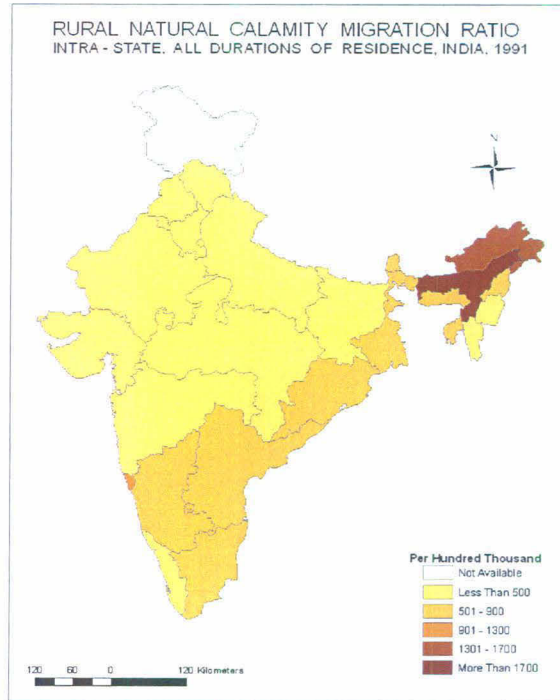 RURAL NATURAL CALAMITY MIGRATION RATIO
INTRA - STATE, ALL DURATIONS OF RESIDENCE, INDIA, 1991
N
Per Hundred Thousand
Not Available
Less Than 500
501 - 900
901 - 1300
1301 - 1700
More Than 1700
120 60 0 120 Kilometers